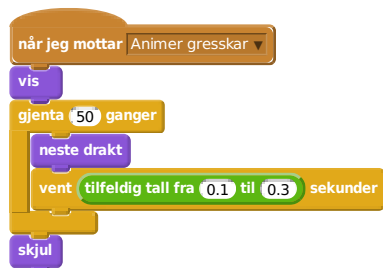 når jeg mottar Animer gresskar
vis
gjenta 50 ganger
neste drakt
vent tilfeldig tall fra 0.1 til 0.3 sekunder
skjul